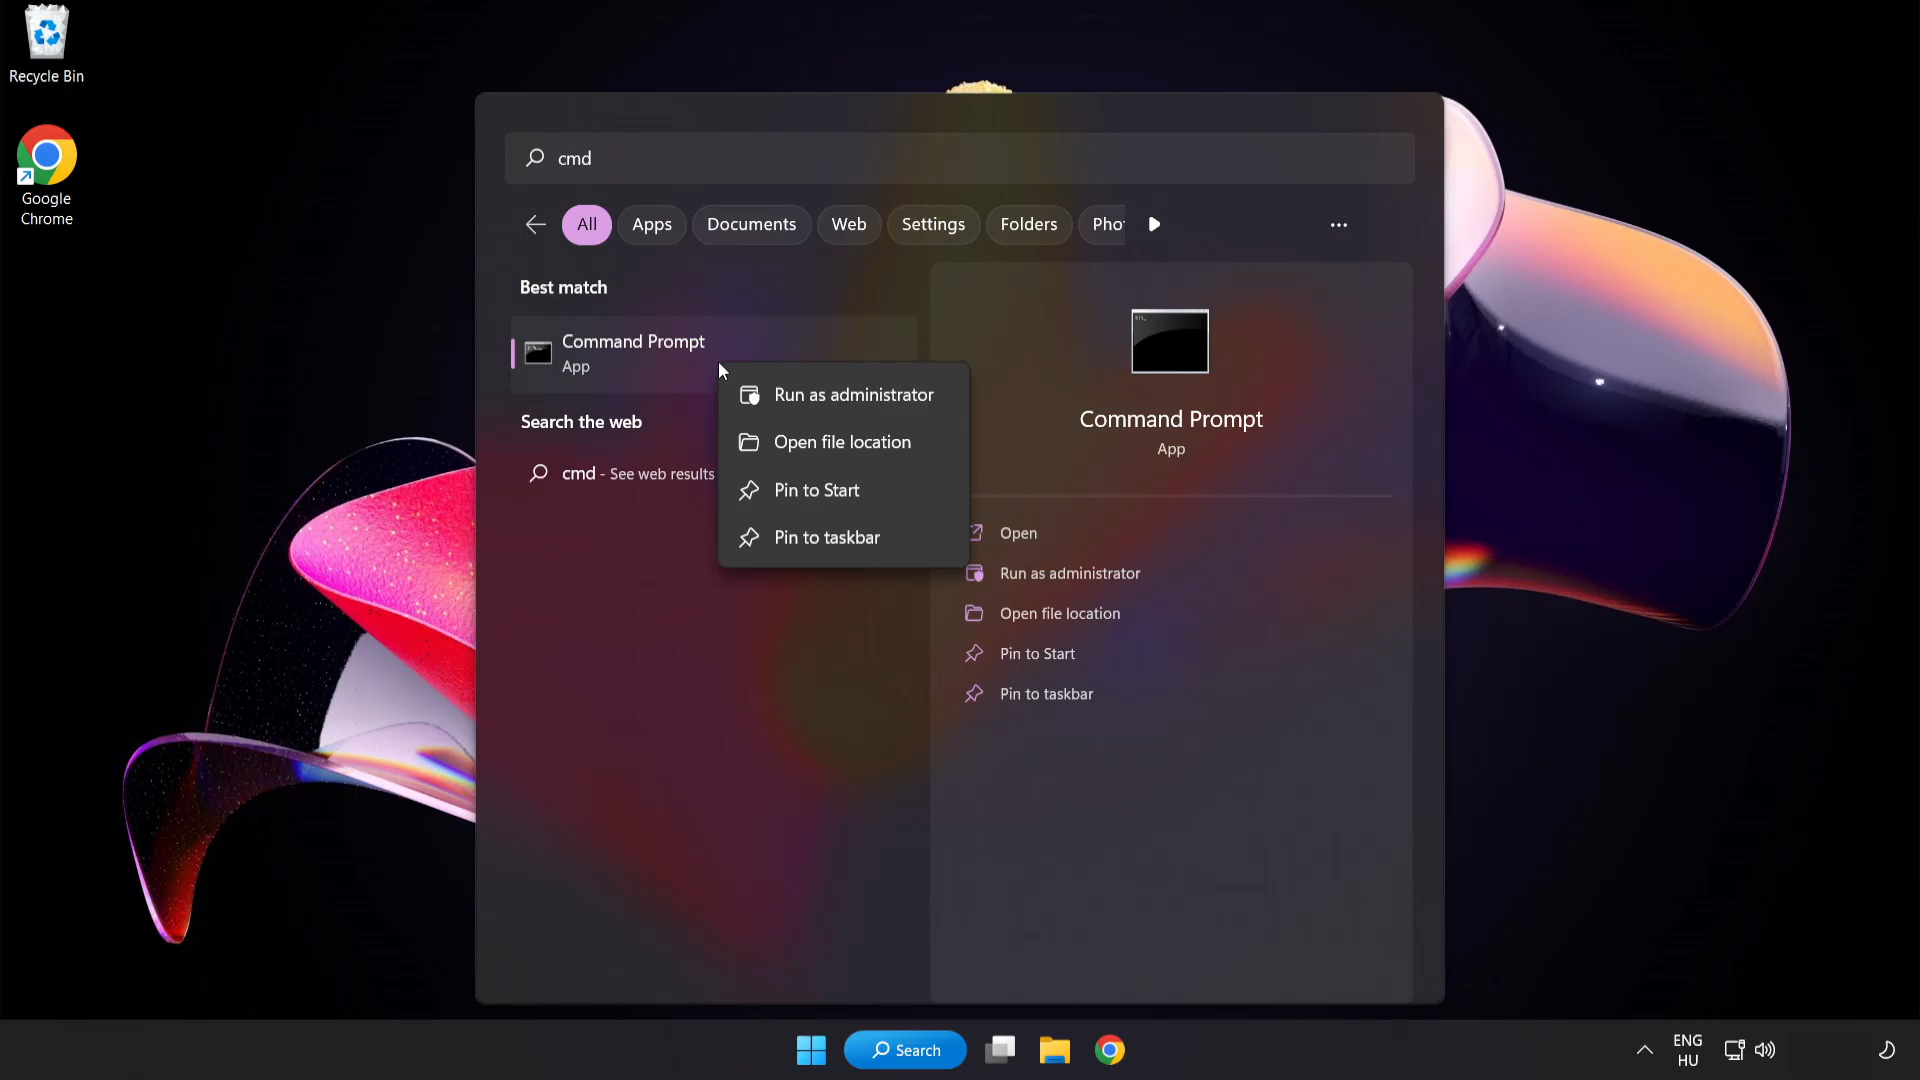 Recycle Bin
Google
Chrome
cmd
All
Apps
Documents
Web
Settings
Folders
Best match
Command Prompt
App
Search the web
cmd - See web results
Run as administrator
Open file location
Pin to Start
Pin to taskbar
Command Prompt
App
Open
Run as administrator
Open file location
Pin to Start
Pin to taskbar
Search
ENG
HU